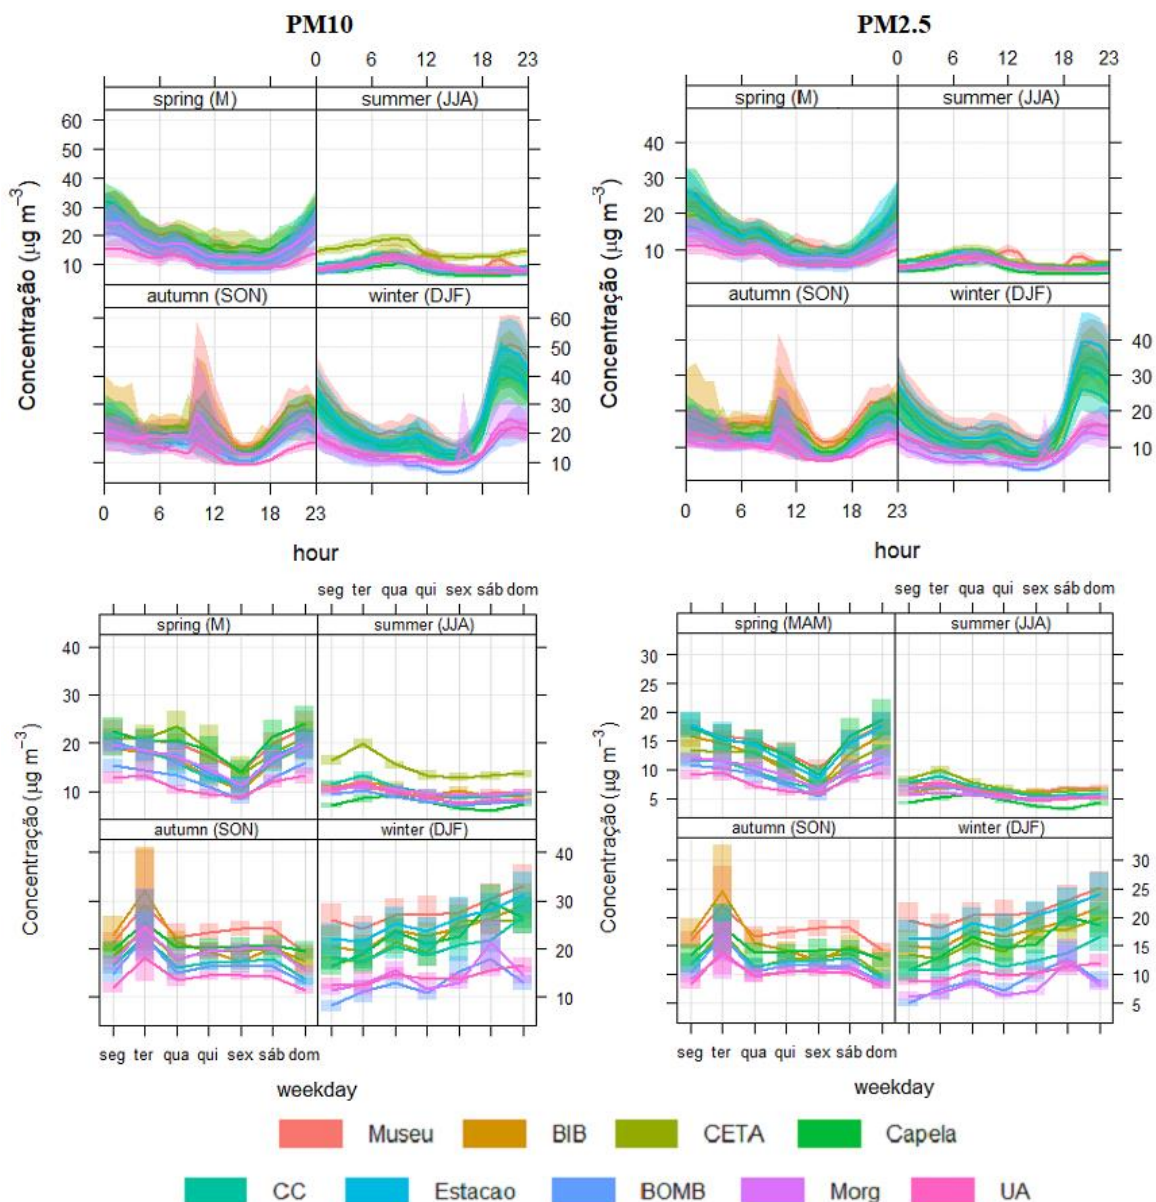 PM10 PM2.5
0 6 12 18 23 0 6 12 18 23
spring (M) summer (JJA) spring (M) summer (JJA)
60
50 40
40 30
30 20
20 10
10
Concentração (µg m⁻³) Concentração (µg m⁻³)
autumn (SON) winter (DJF) autumn (SON) winter (DJF)
60
50 40
40 30
30 20
20 10
10
0 6 12 18 23 0 6 12 18 23
hour hour
seg ter qua qui sex sáb dom seg ter qua qui sex sáb dom
spring (M) summer (JJA) spring (MAM) summer (JJA)
40 30
30 25
20 20
10 15
10
5
Concentração (µg m⁻³) Concentração (µg m⁻³)
autumn (SON) winter (DJF) autumn (SON) winter (DJF)
40 30
30 25
20 20
10 15
10
5
seg ter qua qui sex sáb dom seg ter qua qui sex sáb dom
weekday weekday
Museu BIB CETA Capela
CC Estacao BOMB Morg UA